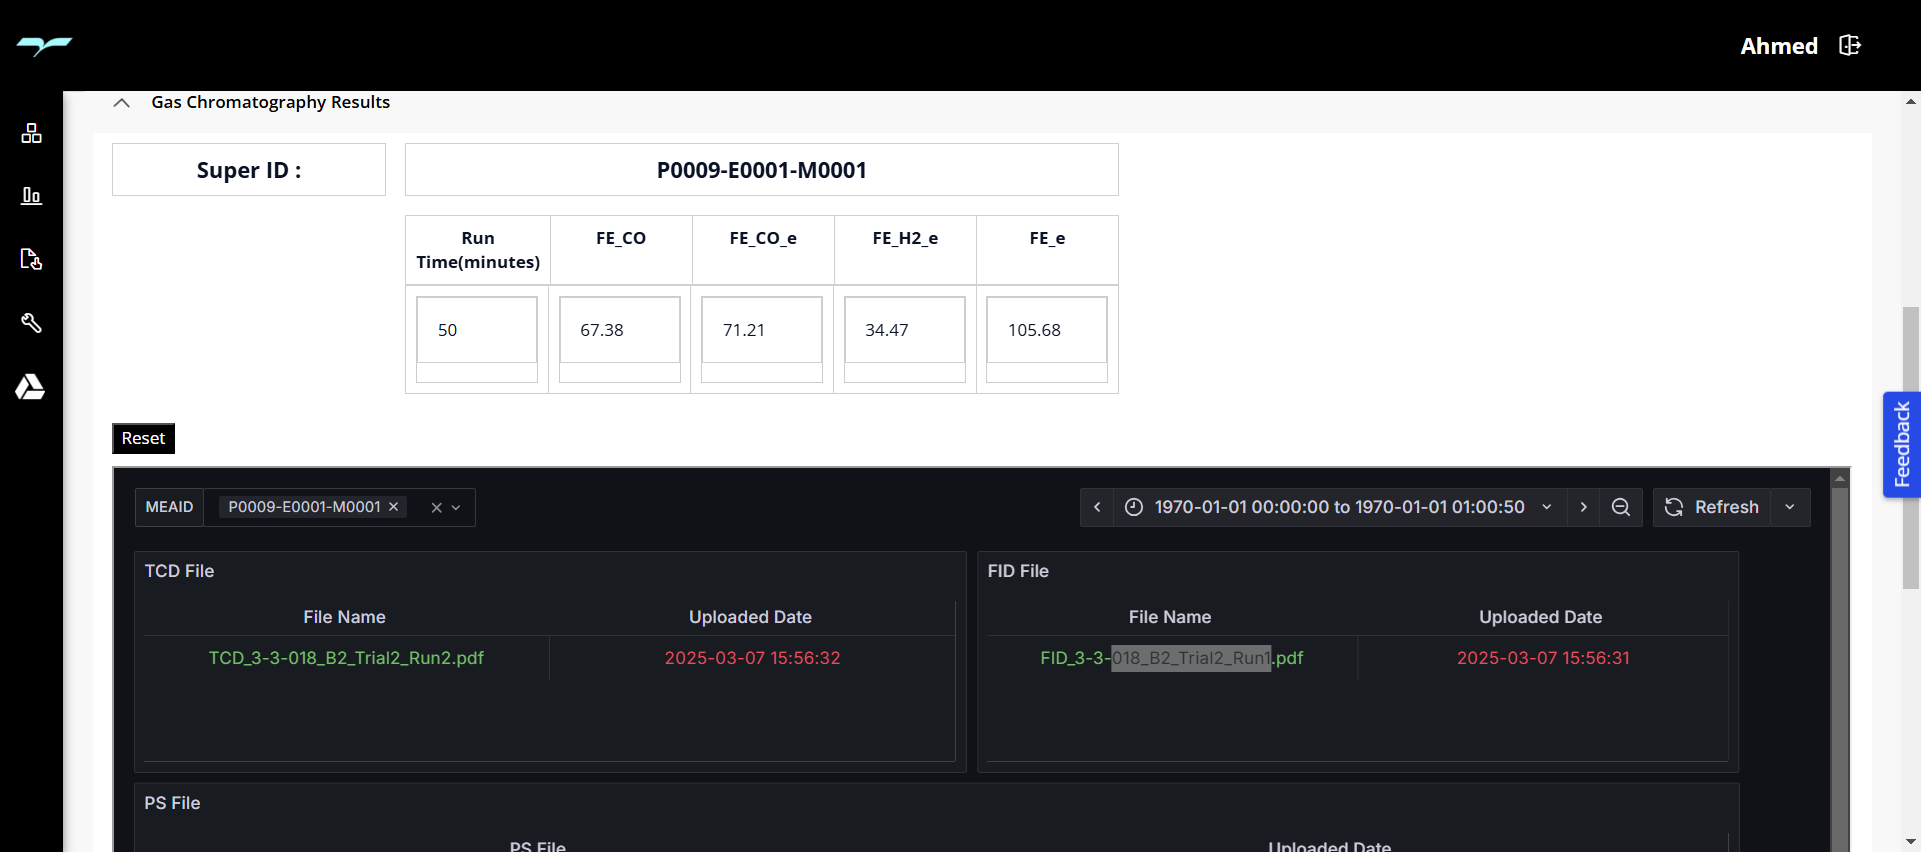 Ahmed
Gas Chromatography Results
Super ID :
P0009-E0001-M0001
Run Time(minutes)
FE_CO
FE_CO_e
FE_H2_e
FE_e
50
67.38
71.21
34.47
105.68
Reset
Feedback
MEAID
P0009-E0001-M0001
1970-01-01 00:00:00 to 1970-01-01 01:00:50
Refresh
TCD File
File Name
Uploaded Date
TCD_3-3-018_B2_Trial2_Run2.pdf
2025-03-07 15:56:32
FID File
File Name
Uploaded Date
FID_3-3-018_B2_Trial2_Run1.pdf
2025-03-07 15:56:31
PS File
PS File
Uploaded Date